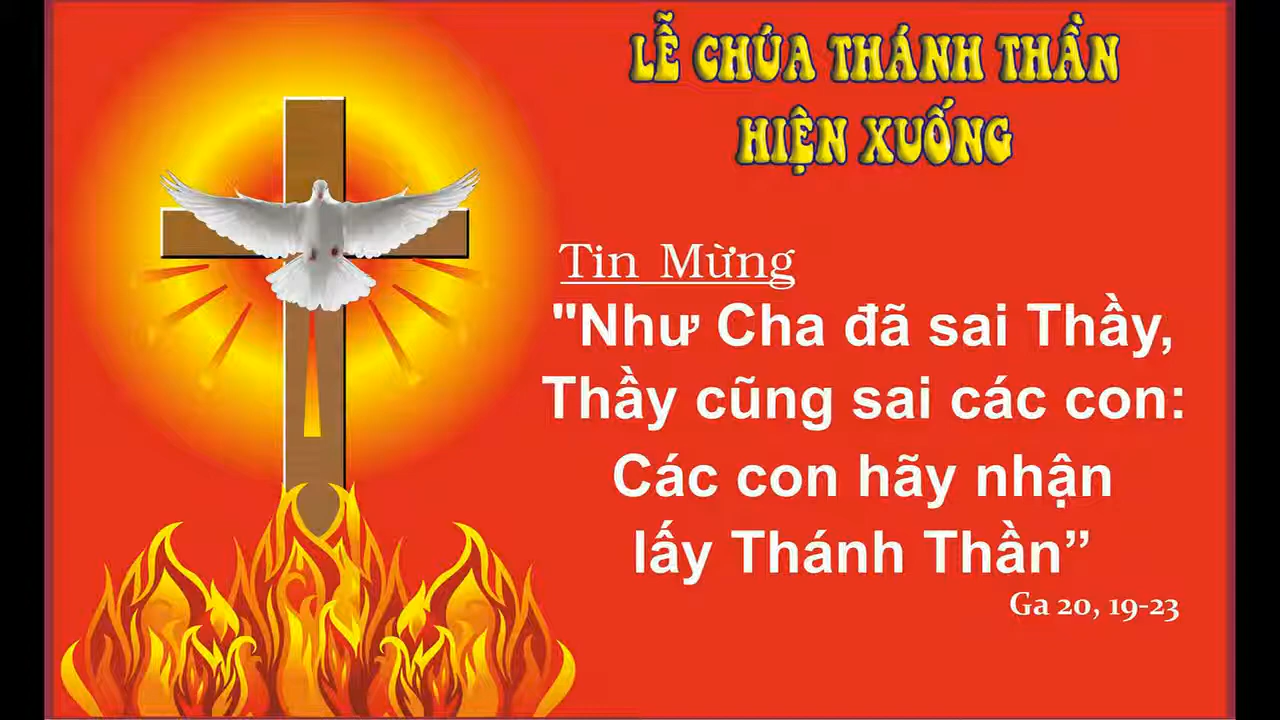 LỄ CHÚA THÁNH THẦN
HIỆN XUỐNG
Tin Mừng
"Như Cha đã sai Thầy,
Thầy cũng sai các con:
Các con hãy nhận
lấy Thánh Thần”
Ga 20, 19-23